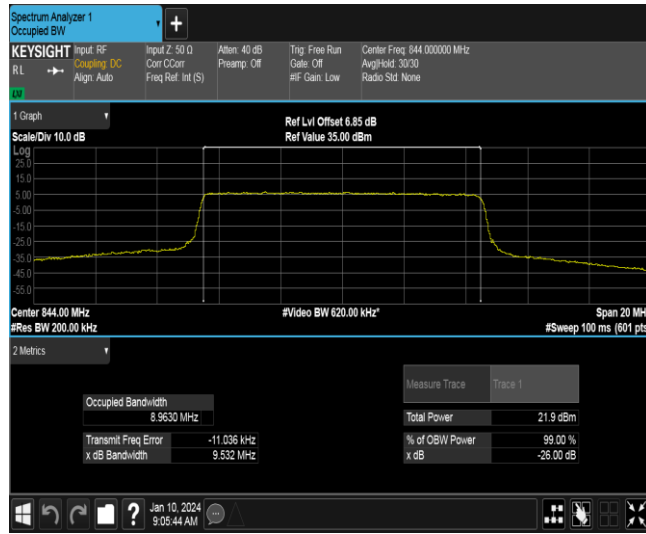 Spectrum Analyzer 1
Occupied BW
+
KEYSIGHT
RL
LXI
Input: RF
Coupling: DC
Align: Auto
Input Z: 50 Ω
Corr CCorr
Freq Ref: Int (S)
Atten: 40 dB
Preamp: Off
Trig: Free Run
Gate: Off
#IF Gain: Low
Center Freq: 844.000000 MHz
Avg|Hold: 30/30
Radio Std: None
1 Graph
Scale/Div 10.0 dB
Ref Lvl Offset 6.85 dB
Ref Value 35.00 dBm
Log
25.0
15.0
5.00
-5.00
-15.0
-25.0
-35.0
-45.0
-55.0
Center 844.00 MHz
#Video BW 620.00 kHz*
Span 20 MH
#Res BW 200.00 kHz
#Sweep 100 ms (601 pts
2 Metrics
Measure Trace Trace 1
Occupied Bandwidth
8.9630 MHz
Total Power 21.9 dBm
Transmit Freq Error -11.036 kHz
% of OBW Power 99.00 %
x dB Bandwidth 9.532 MHz
x dB -26.00 dB
?
Jan 10, 2024
9:05:44 AM